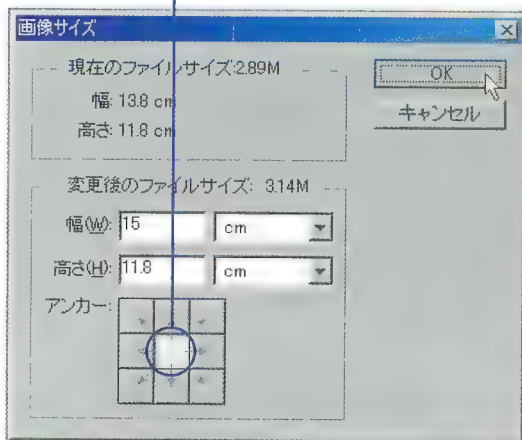 画像サイズ
現在のファイルサイズ:2.89M
幅: 13.8 cm
高さ: 11.8 cm
OK
キャンセル
変更後のファイルサイズ: 3.14M
幅(W): 15 cm
高さ(H): 11.8 cm
アンカー: